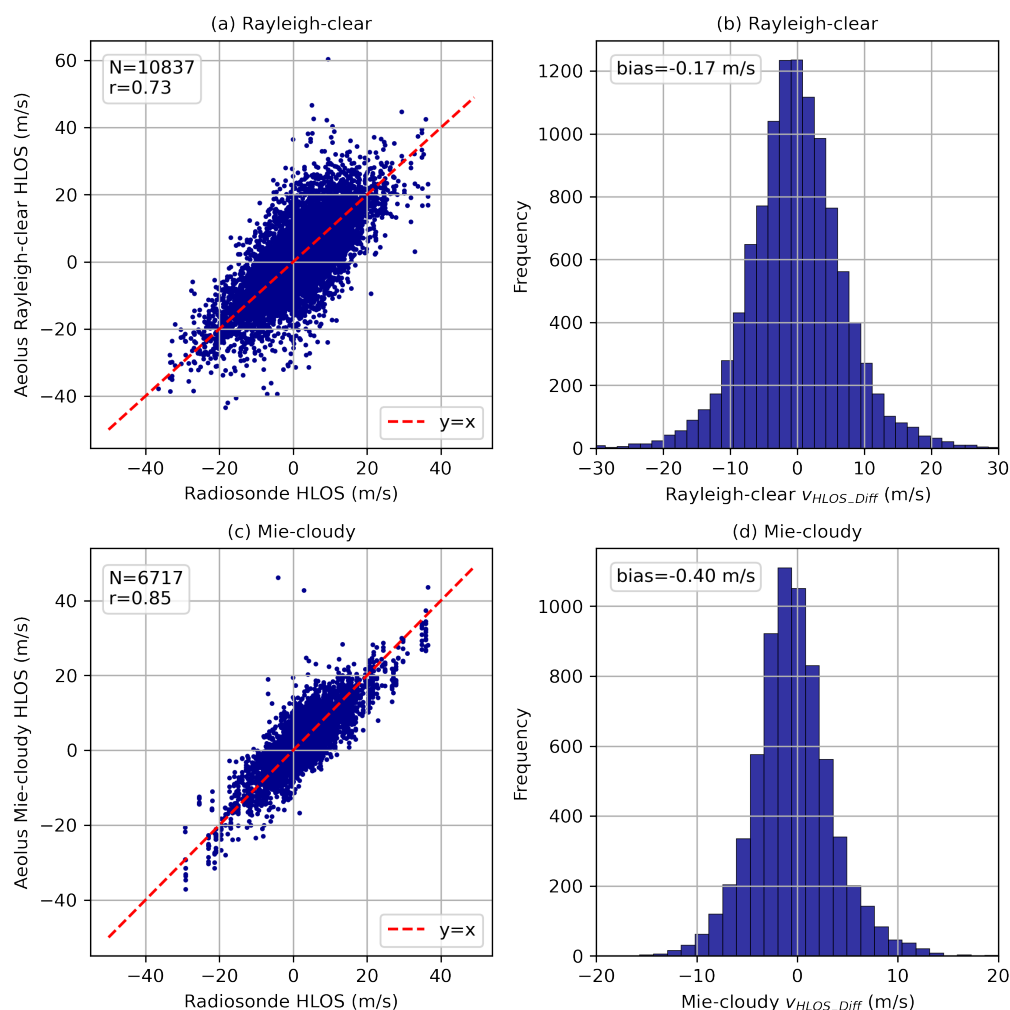 (a) Rayleigh-clear
N=10837
r=0.73
Aeolus Rayleigh-clear HLOS (m/s)
60
40
20
0
−20
−40
−40 −20 0 20 40
Radiosonde HLOS (m/s)
y=x
(b) Rayleigh-clear
bias=-0.17 m/s
Frequency
1200
1000
800
600
400
200
0
−30 −20 −10 0 10 20 30
Rayleigh-clear v_HLOS_Diff (m/s)
(c) Mie-cloudy
N=6717
r=0.85
Aeolus Mie-cloudy HLOS (m/s)
40
20
0
−20
−40
−40 −20 0 20 40
Radiosonde HLOS (m/s)
y=x
(d) Mie-cloudy
bias=-0.40 m/s
Frequency
1000
800
600
400
200
0
−20 −10 0 10 20
Mie-cloudy v_HLOS_Diff (m/s)